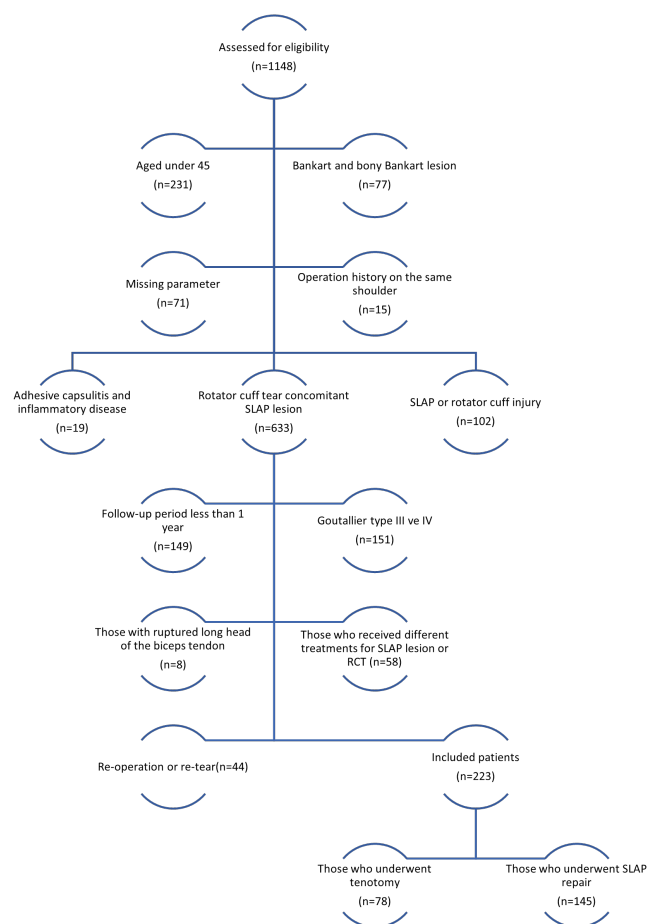 Assessed for eligibility
(n=1148)
Aged under 45
(n=231)
Bankart and bony Bankart lesion
(n=77)
Missing parameter
(n=71)
Operation history on the same
shoulder
(n=15)
Adhesive capsulitis and
inflammatory disease
(n=19)
Rotator cuff tear concomitant
SLAP lesion
(n=633)
SLAP or rotator cuff injury
(n=102)
Follow-up period less than 1
year
(n=149)
Goutallier type III ve IV
(n=151)
Those with ruptured long head
of the biceps tendon
(n=8)
Those who received different
treatments for SLAP lesion or
RCT (n=58)
Re-operation or re-tear(n=44)
Included patients
(n=223)
Those who underwent
tenotomy
(n=78)
Those who underwent SLAP
repair
(n=145)